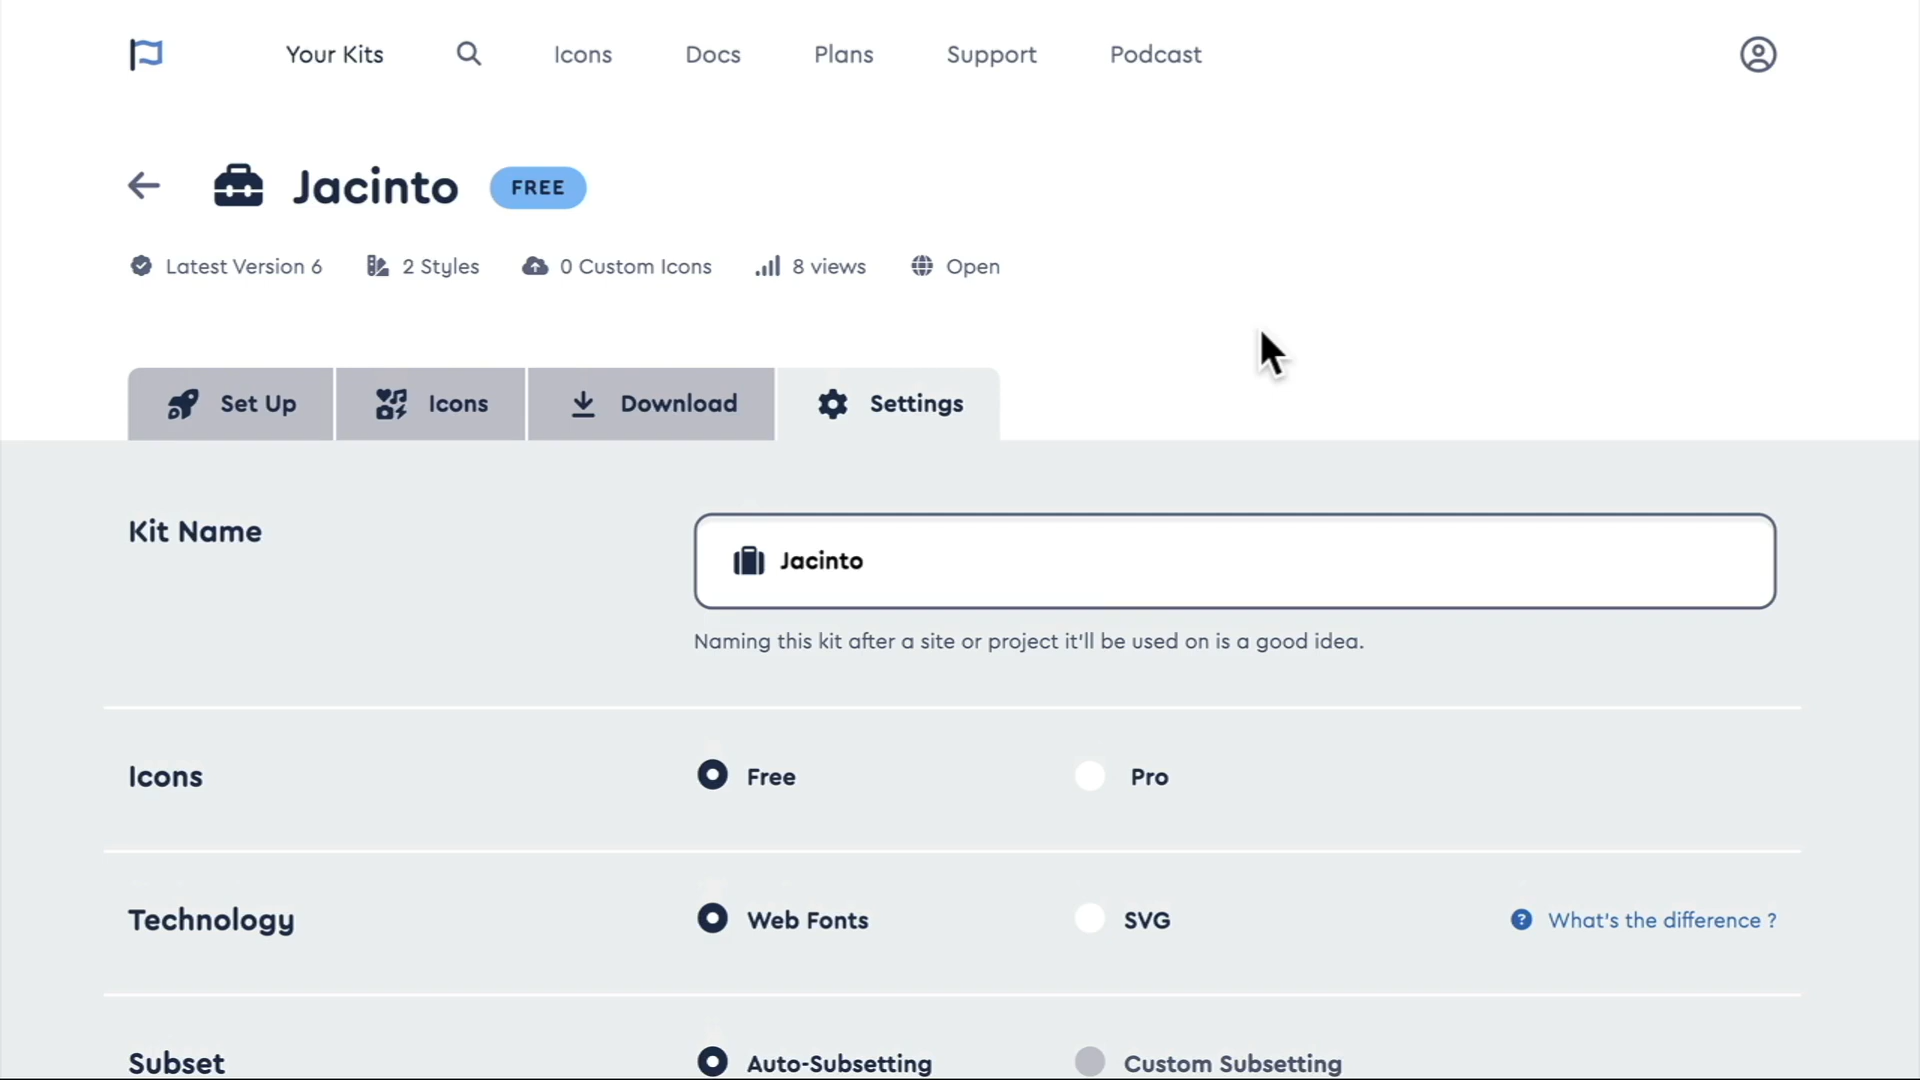 Your Kits Icons Docs Plans Support Podcast
Jacinto FREE
Latest Version 6 2 Styles 0 Custom Icons 8 views Open
Set Up Icons Download Settings
Kit Name
Jacinto
Naming this kit after a site or project it'll be used on is a good idea.
Icons Free Pro
Technology Web Fonts SVG What's the difference ?
Subset Auto-Subsetting Custom Subsetting